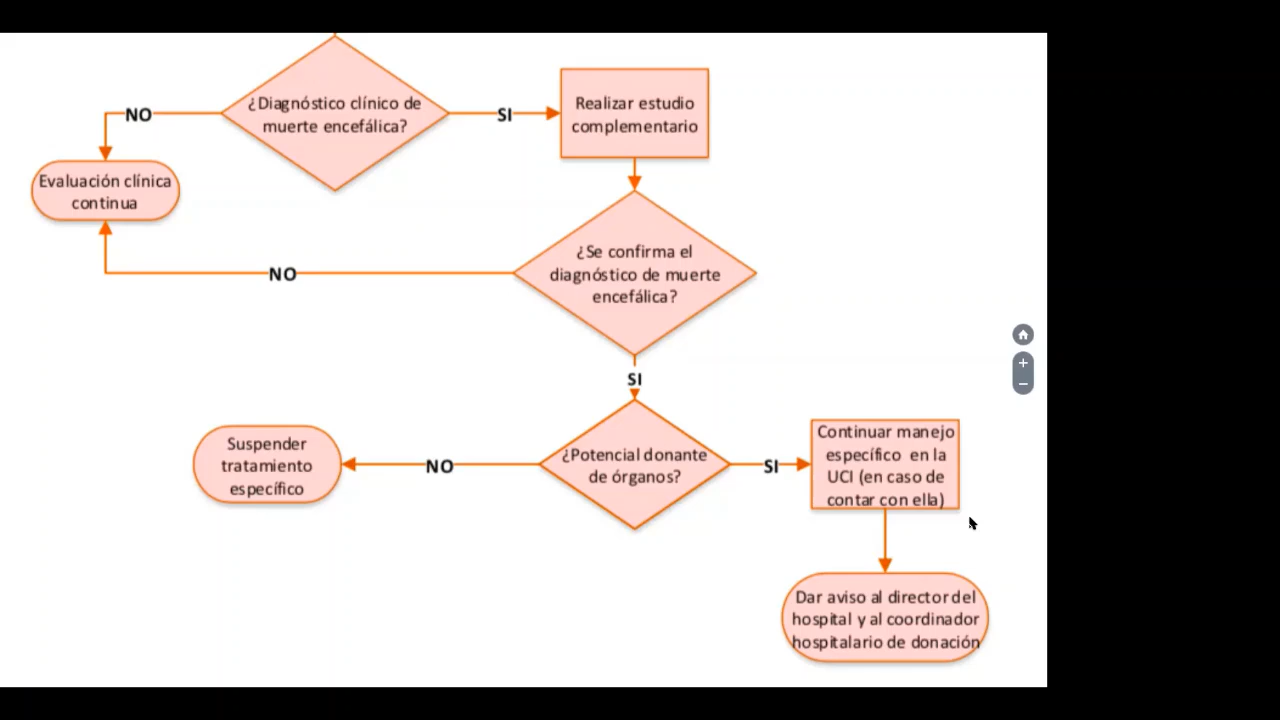 ¿Diagnóstico clínico de
muerte encefálica?
NO
SI
Realizar estudio
complementario
Evaluación clínica
continua
¿Se confirma el
diagnóstico de muerte
encefálica?
NO
SI
¿Potencial donante
de órganos?
NO
SI
Suspender
tratamiento
específico
Continuar manejo
específico en la
UCI (en caso de
contar con ella)
Dar aviso al director del
hospital y al coordinador
hospitalario de donación